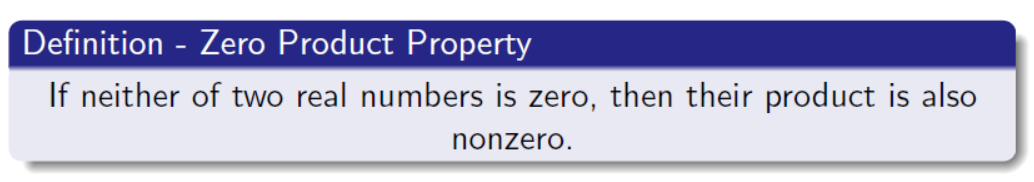 Definition - Zero Product Property
If neither of two real numbers is zero, then their product is also
nonzero.